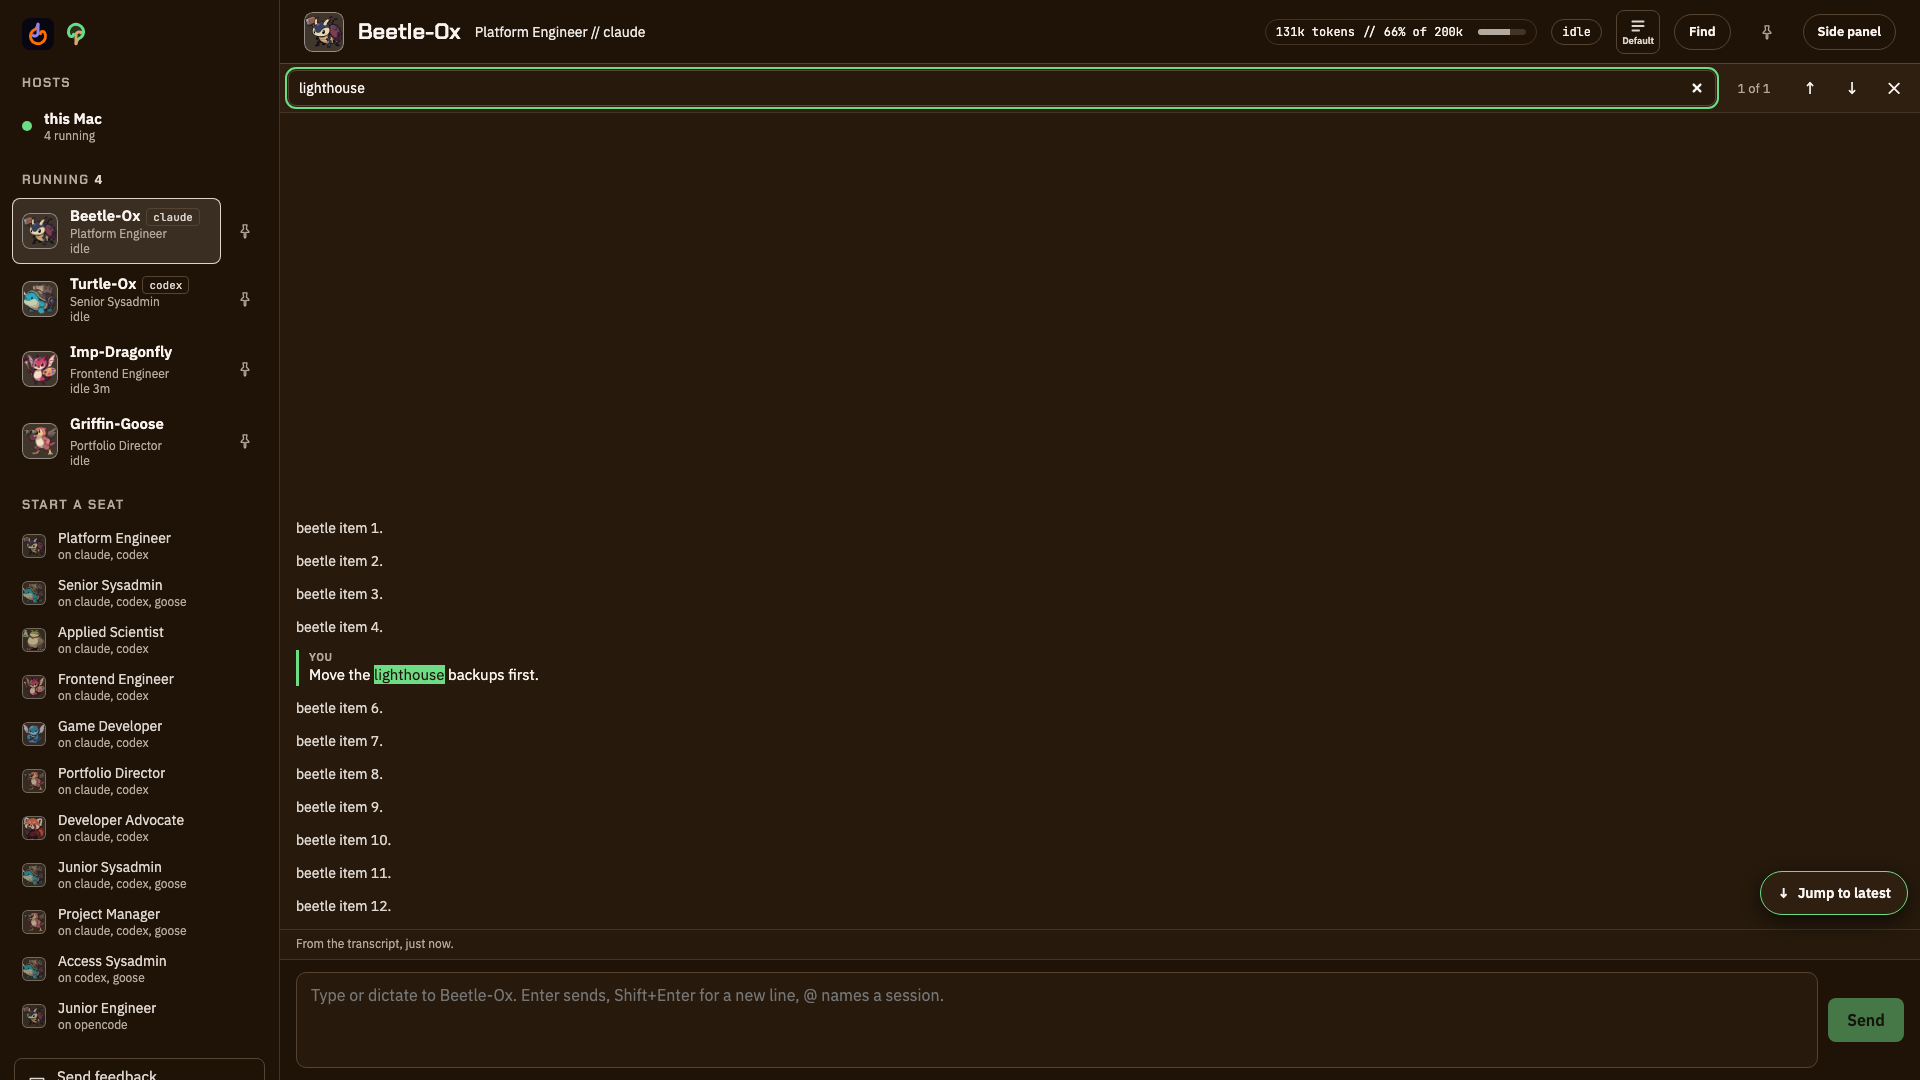 HOSTS
this Mac
4 running
RUNNING 4
Beetle-Ox claude
Platform Engineer
idle
Turtle-Ox codex
Senior Sysadmin
idle
Imp-Dragonfly
Frontend Engineer
idle 3m
Griffin-Goose
Portfolio Director
idle
START A SEAT
Platform Engineer
on claude, codex
Senior Sysadmin
on claude, codex, goose
Applied Scientist
on claude, codex
Frontend Engineer
on claude, codex
Game Developer
on claude, codex
Portfolio Director
on claude, codex
Developer Advocate
on claude, codex
Junior Sysadmin
on claude, codex, goose
Project Manager
on claude, codex, goose
Access Sysadmin
on codex, goose
Junior Engineer
on opencode
Send feedback
Beetle-Ox Platform Engineer // claude 131k tokens // 66% of 200k idle Default Find Side panel
lighthouse 1 of 1
beetle item 1.
beetle item 2.
beetle item 3.
beetle item 4.
YOU
Move the lighthouse backups first.
beetle item 6.
beetle item 7.
beetle item 8.
beetle item 9.
beetle item 10.
beetle item 11.
beetle item 12.
Jump to latest
From the transcript, just now.
Type or dictate to Beetle-Ox. Enter sends, Shift+Enter for a new line, @ names a session.
Send